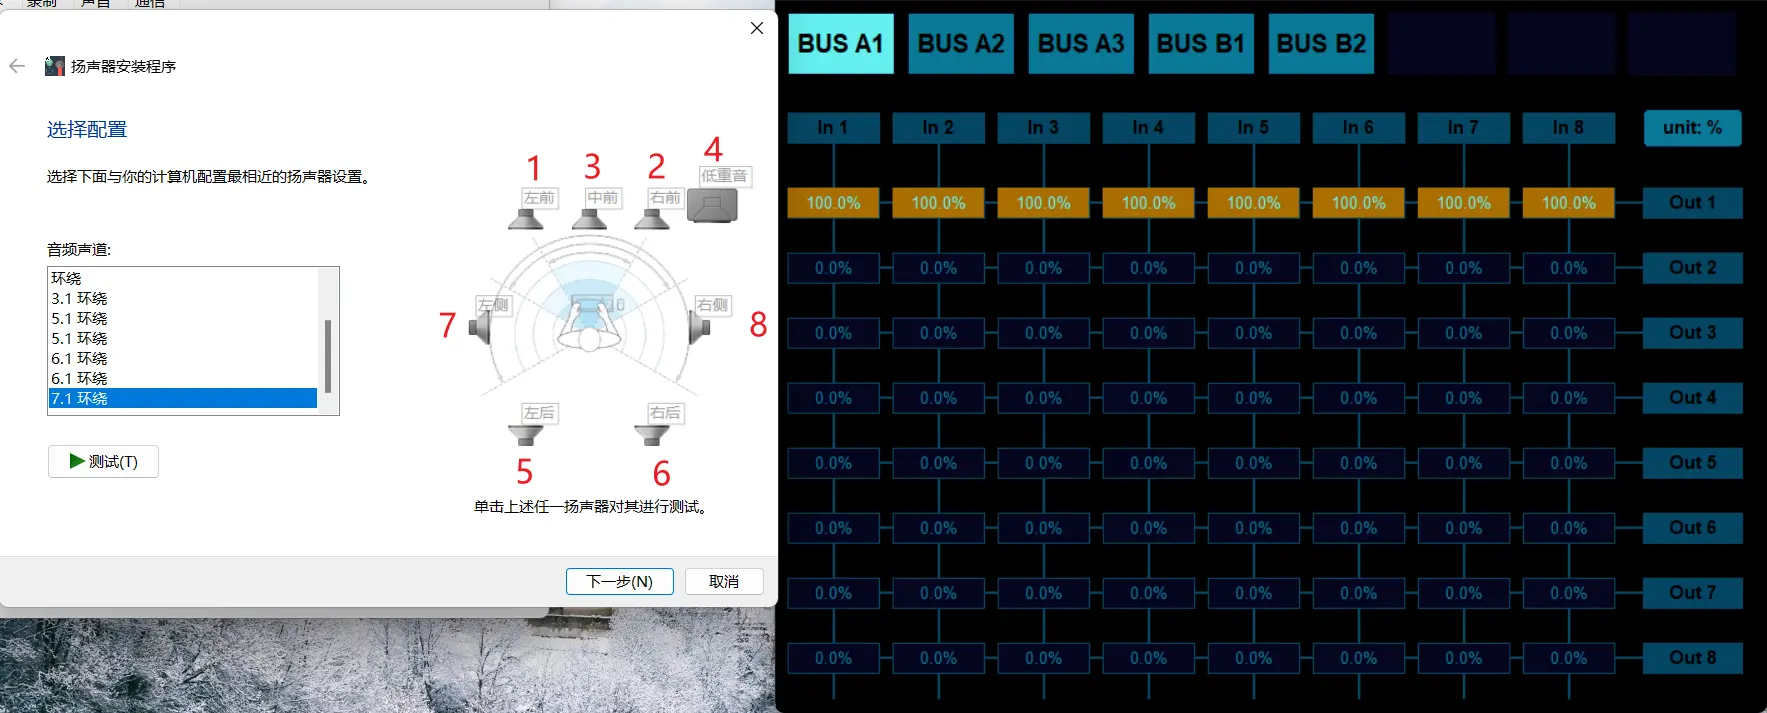 录制 声音 通信
扬声器安装程序
选择配置
选择下面与你的计算机配置最相近的扬声器设置。
音频声道:
环绕
3.1 环绕
5.1 环绕
5.1 环绕
6.1 环绕
6.1 环绕
7.1 环绕
测试(T)
1 3 2 4
左前 中前 右前 低重音
7 左侧 右侧 8
左后 右后
5 6
单击上述任一扬声器对其进行测试。
下一步(N) 取消
BUS A1 BUS A2 BUS A3 BUS B1 BUS B2
In 1 In 2 In 3 In 4 In 5 In 6 In 7 In 8 unit: %
100.0% 100.0% 100.0% 100.0% 100.0% 100.0% 100.0% 100.0% Out 1
0.0% 0.0% 0.0% 0.0% 0.0% 0.0% 0.0% 0.0% Out 2
0.0% 0.0% 0.0% 0.0% 0.0% 0.0% 0.0% 0.0% Out 3
0.0% 0.0% 0.0% 0.0% 0.0% 0.0% 0.0% 0.0% Out 4
0.0% 0.0% 0.0% 0.0% 0.0% 0.0% 0.0% 0.0% Out 5
0.0% 0.0% 0.0% 0.0% 0.0% 0.0% 0.0% 0.0% Out 6
0.0% 0.0% 0.0% 0.0% 0.0% 0.0% 0.0% 0.0% Out 7
0.0% 0.0% 0.0% 0.0% 0.0% 0.0% 0.0% 0.0% Out 8